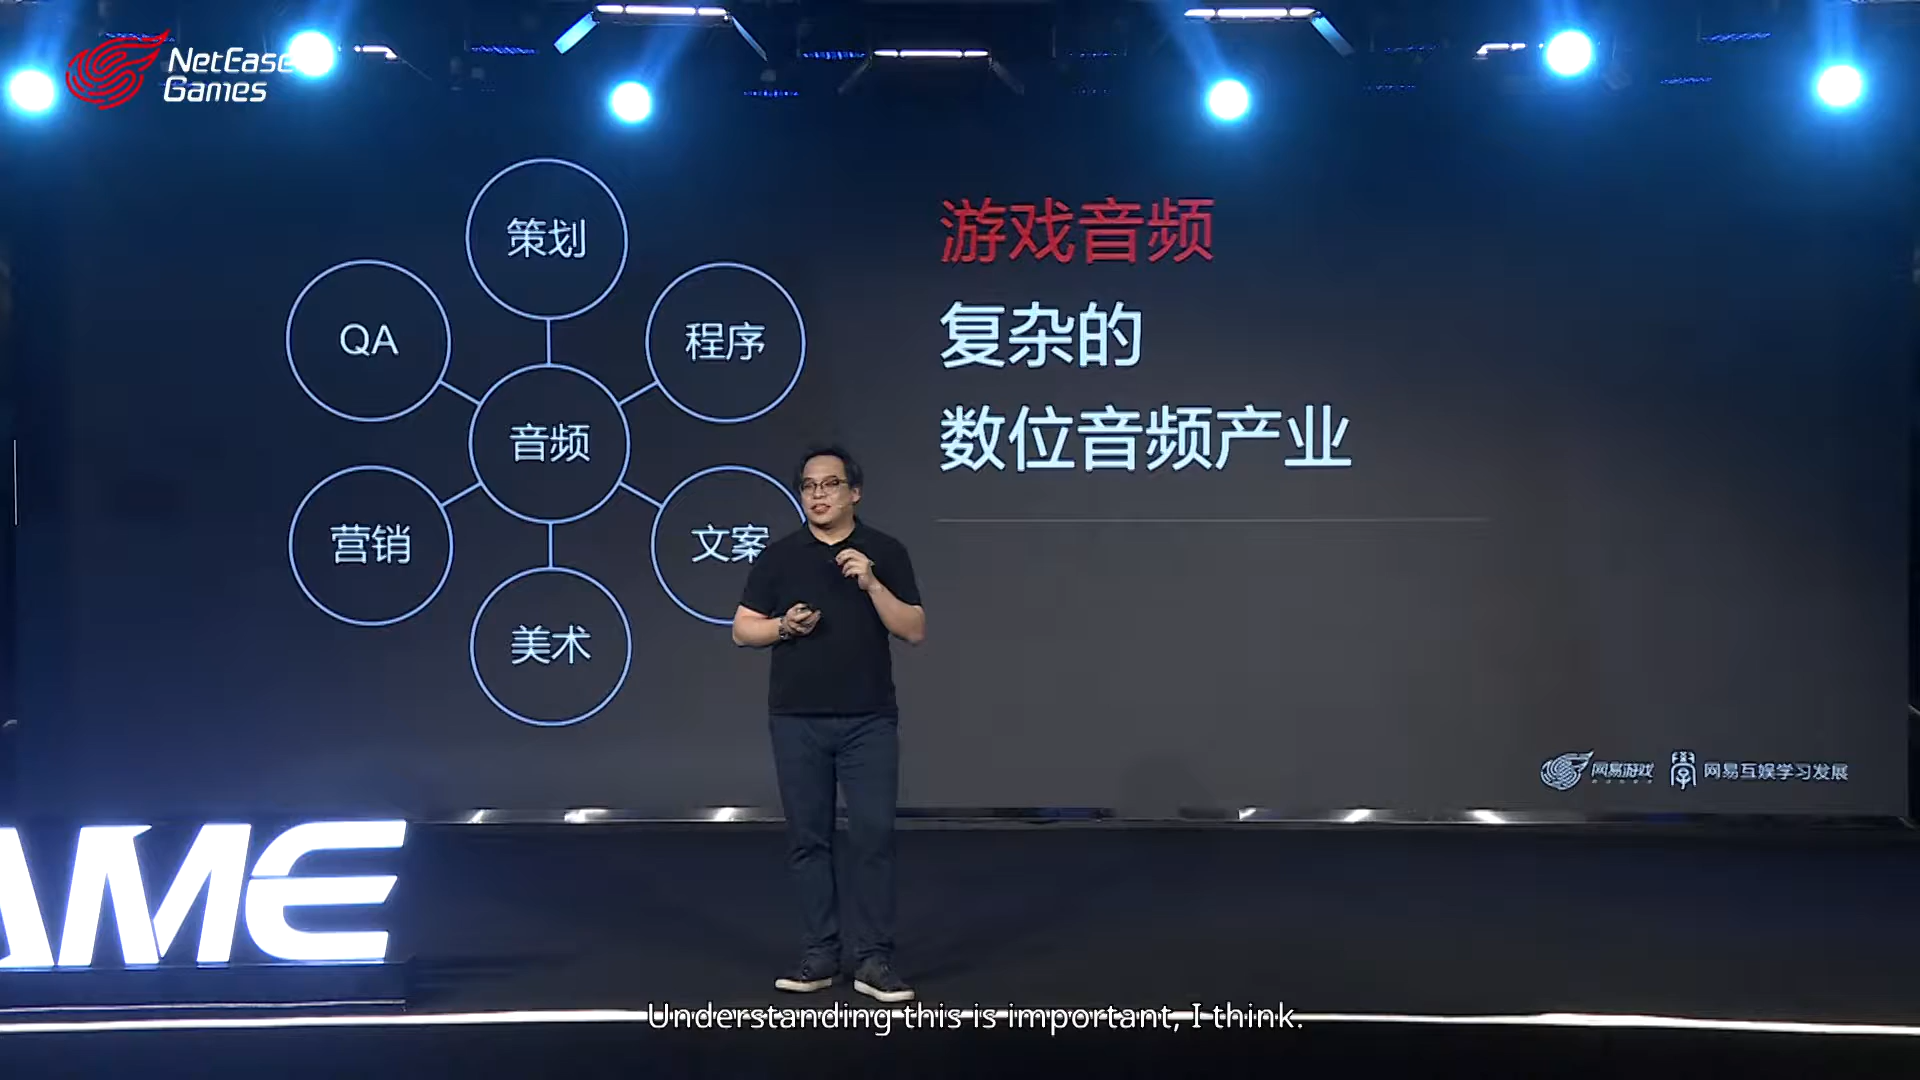 NetEase
Games
策划
QA
程序
音频
营销
文案
美术
游戏音频
复杂的
数位音频产业
网易游戏
网易互娱学习发展
AME
Understanding this is important, I think.